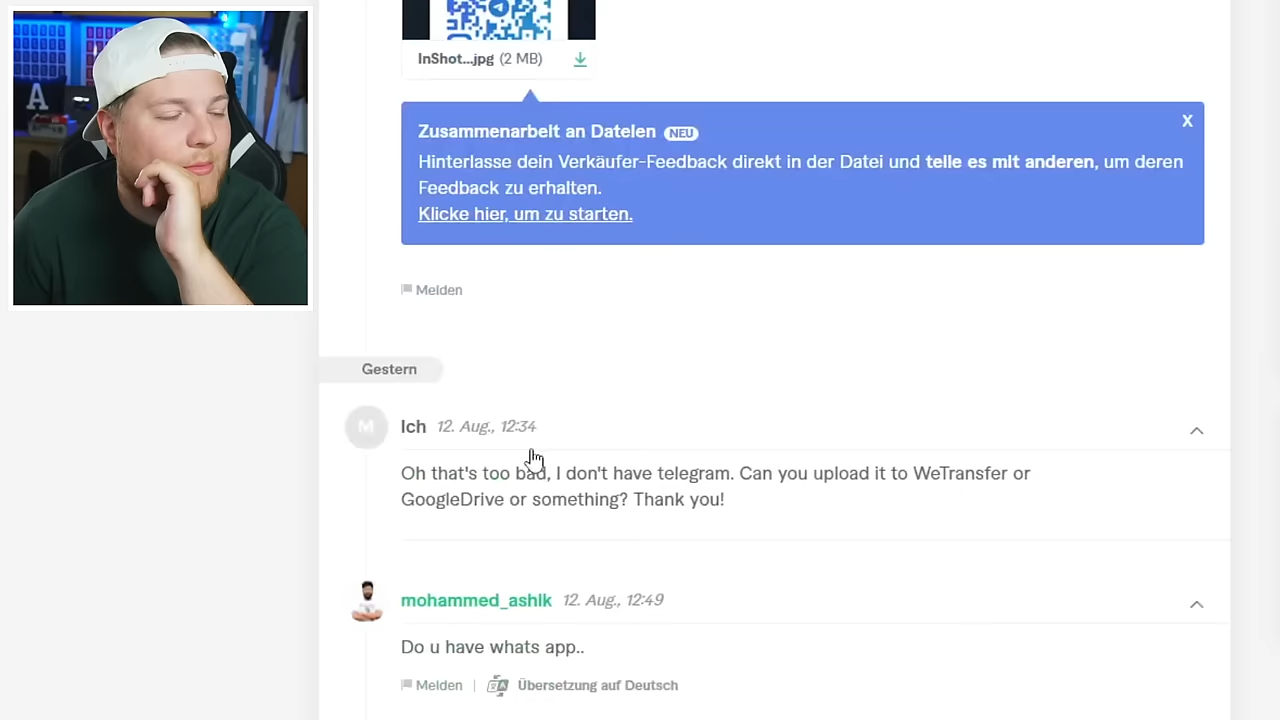 A
InShot...jpg (2 MB)
Zusammenarbeit an Dateien NEU
X
Hinterlasse dein Verkäufer-Feedback direkt in der Datei und teile es mit anderen, um deren
Feedback zu erhalten.
Klicke hier, um zu starten.
Melden
Gestern
M
Ich 12. Aug., 12:34
Oh that's too bad, I don't have telegram. Can you upload it to WeTransfer or
GoogleDrive or something? Thank you!
mohammed_ashik 12. Aug., 12:49
Do u have whats app..
Melden | Übersetzung auf Deutsch